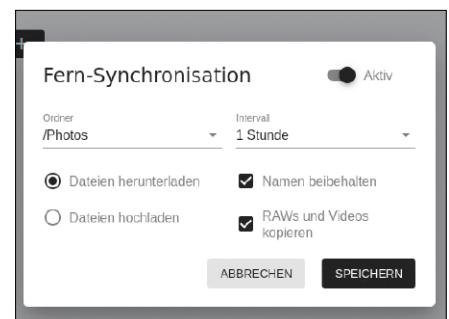 Fern-Synchronisation
Aktiv
Ordner
Intervall
/Photos
1 Stunde
Dateien herunterladen
Namen beibehalten
Dateien hochladen
RAWs und Videos
kopieren
ABBRECHEN
SPEICHERN